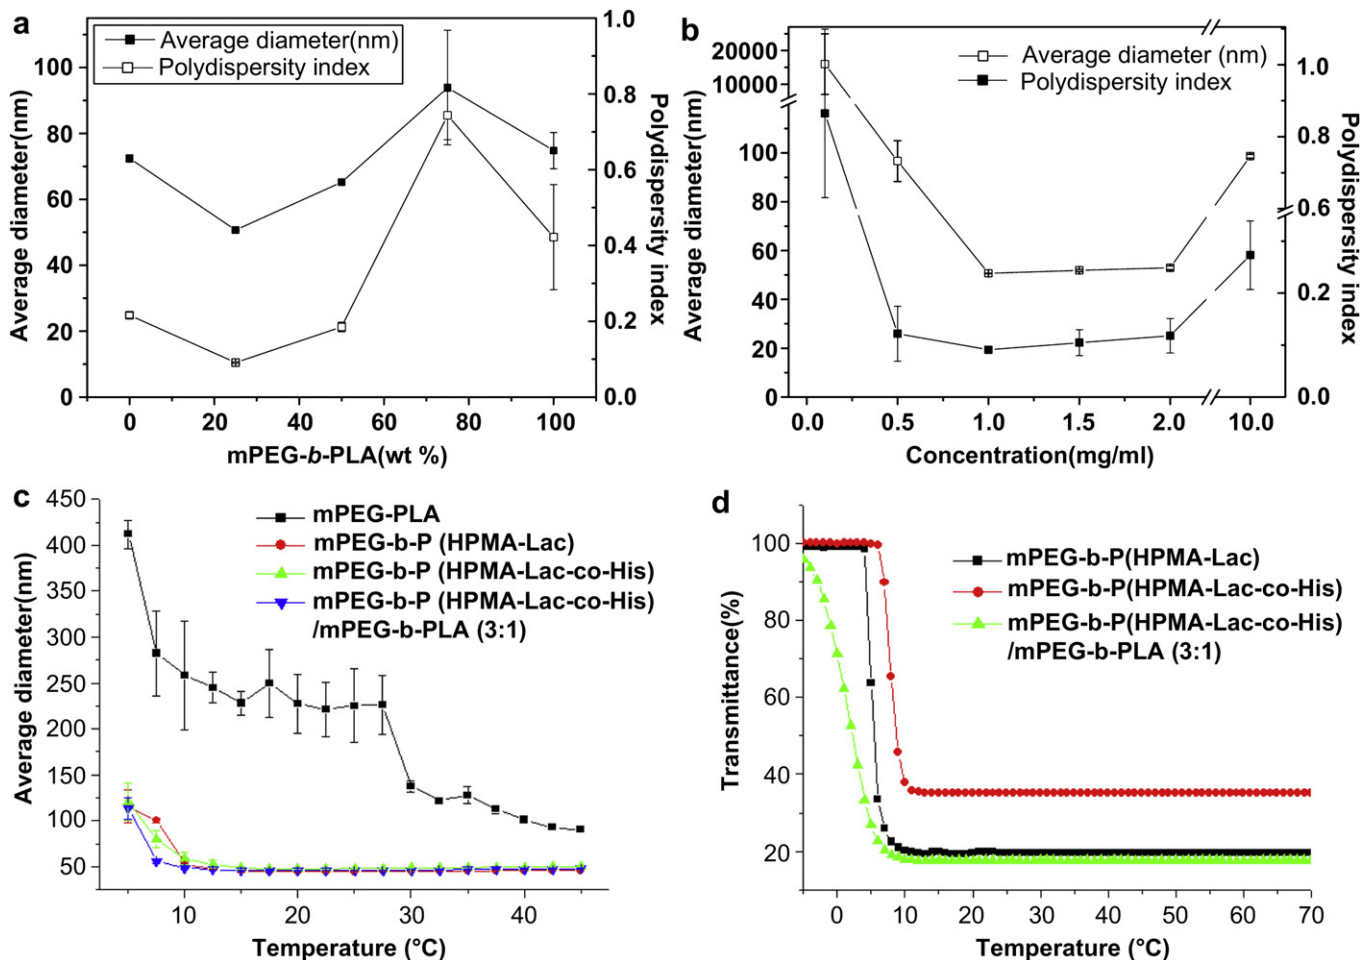 a
Average diameter(nm)
Polydispersity index
100
80
60
40
20
0
Average diameter(nm)
1.0
0.8
0.6
0.4
0.2
0.0
Polydispersity index
0 20 40 60 80 100
mPEG-b-PLA(wt %)
b
Average diameter (nm)
Polydispersity index
20000
10000
100
80
60
40
20
0
Average diameter(nm)
1.0
0.8
0.6
0.2
0.0
Polydispersity index
0.0 0.5 1.0 1.5 2.0 10.0
Concentration(mg/ml)
c
mPEG-PLA
mPEG-b-P (HPMA-Lac)
mPEG-b-P (HPMA-Lac-co-His)
mPEG-b-P (HPMA-Lac-co-His)
/mPEG-b-PLA (3:1)
450
400
350
300
250
200
150
100
50
Average diameter(nm)
10 20 30 40
Temperature (°C)
d
mPEG-b-P(HPMA-Lac)
mPEG-b-P(HPMA-Lac-co-His)
mPEG-b-P(HPMA-Lac-co-His)
/mPEG-b-PLA (3:1)
100
80
60
40
20
Transmittance(%)
0 10 20 30 40 50 60 70
Temperature (°C)